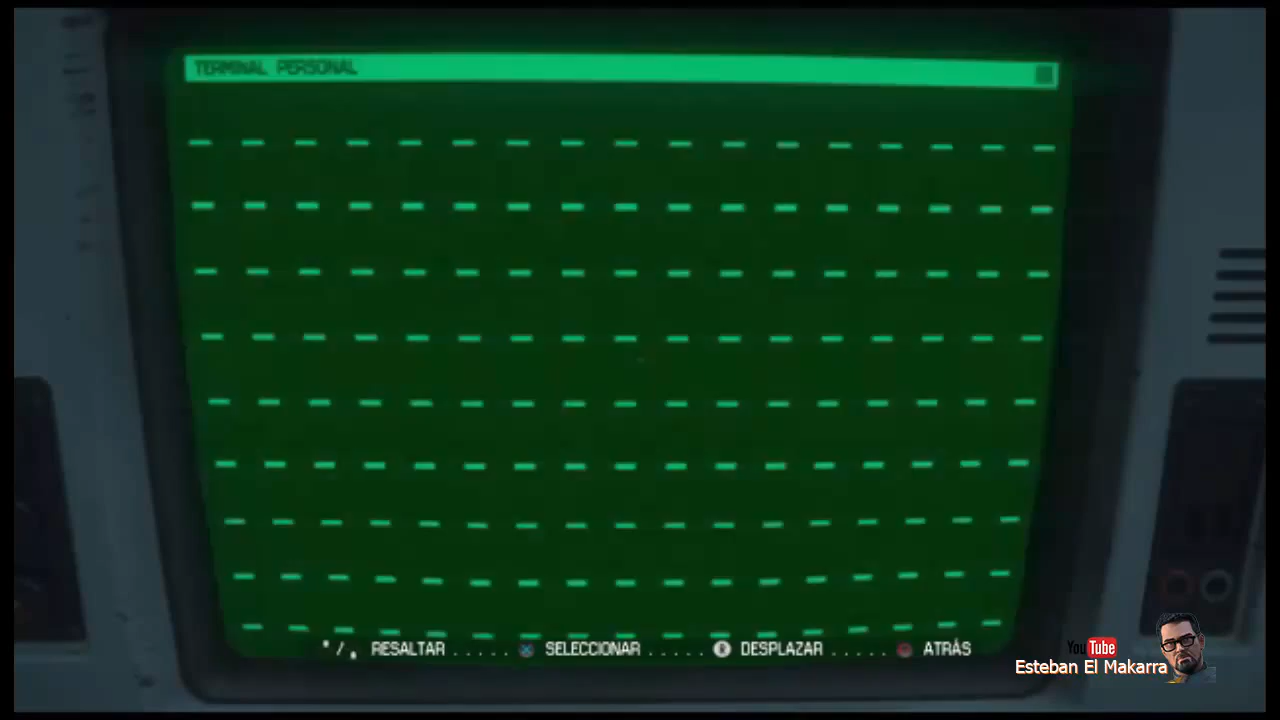 TERMINAL PERSONAL
"/. RESALTAR ..... SELECCIONAR ..... R DESPLAZAR ..... ATRÁS
YouTube
Esteban El Makarra